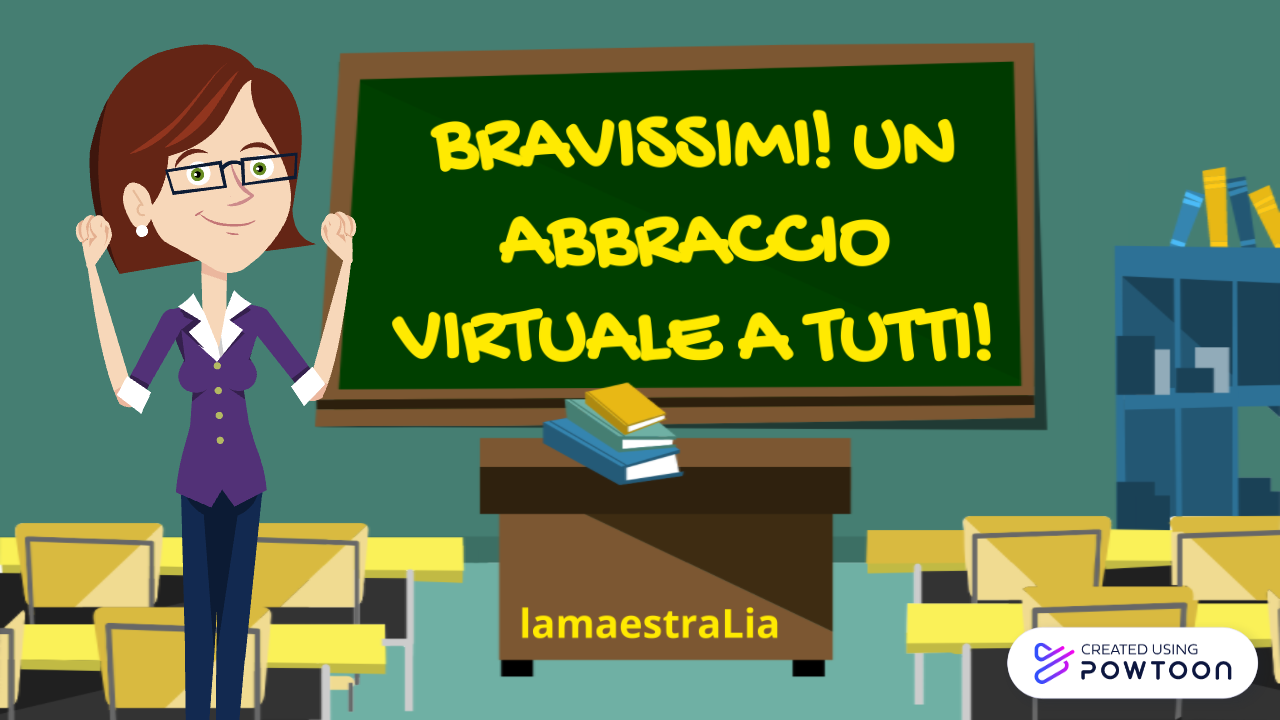 BRAVISSIMI! UN
ABBRACCIO
VIRTUALE A TUTTI!
lamaestraLia
CREATED USING
POWTOON